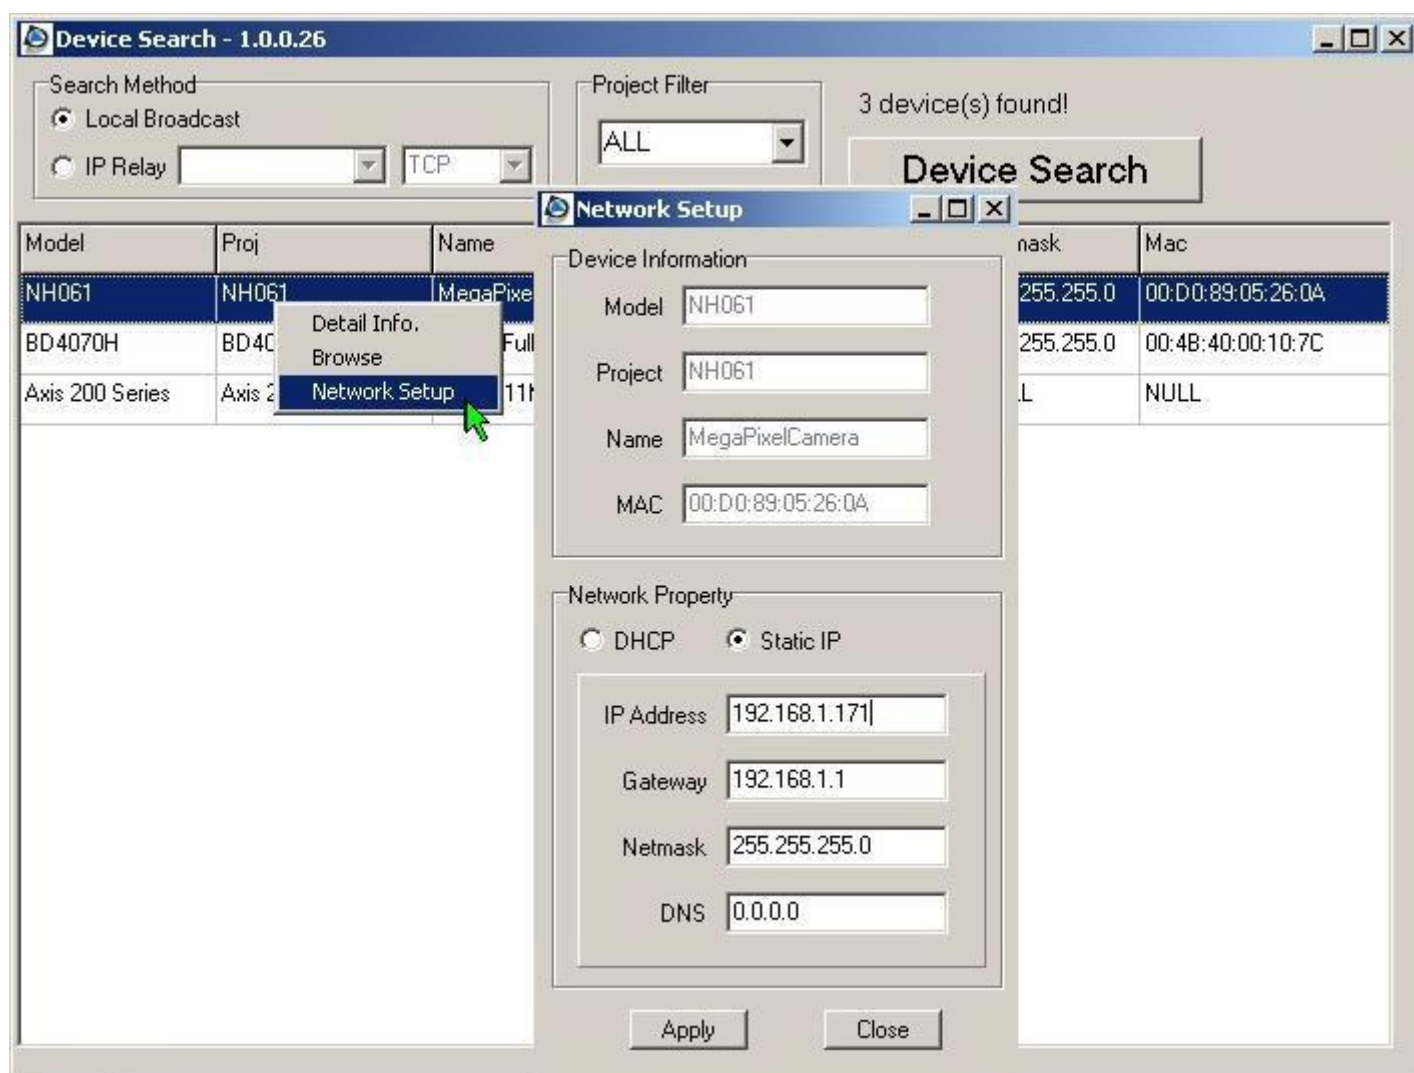 Device Search - 1.0.0.26
Search Method
Local Broadcast
IP Relay
TCP
Project Filter
ALL
3 device(s) found!
Device Search
Model Proj Name Mac
NH061 NH061 255.255.0 00:D0:89:05:26:0A
BD4070H 255.255.0 00:4B:40:00:10:7C
Axis 200 Series NULL
Detail Info.
Browse
Network Setup
Network Setup
Device Information
Model NH061
Project NH061
Name MegaPixelCamera
MAC 00:D0:89:05:26:0A
Network Property
DHCP Static IP
IP Address 192.168.1.171
Gateway 192.168.1.1
Netmask 255.255.255.0
DNS 0.0.0.0
Apply Close